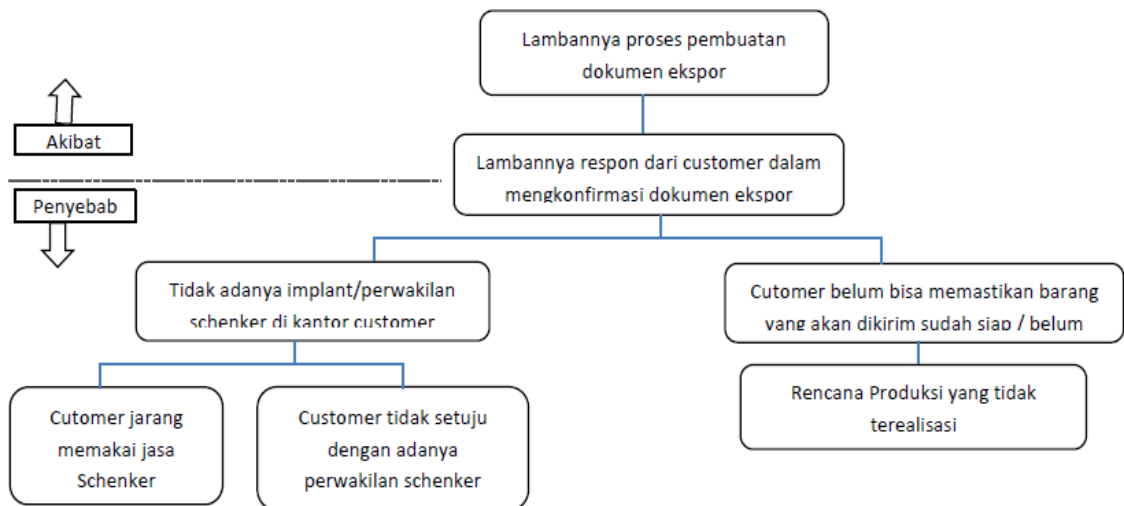 Lambannya proses pembuatan
dokumen ekspor
Akibat
Lambannya respon dari customer dalam
mengkonfirmasi dokumen ekspor
Penyebab
Tidak adanya implant/perwakilan
schenker di kantor customer
Cutomer belum bisa memastikan barang
yang akan dikirim sudah siap / belum
Cutomer jarang
memakai jasa
Schenker
Customer tidak setuju
dengan adanya
perwakilan schenker
Rencana Produksi yang tidak
terealisasi